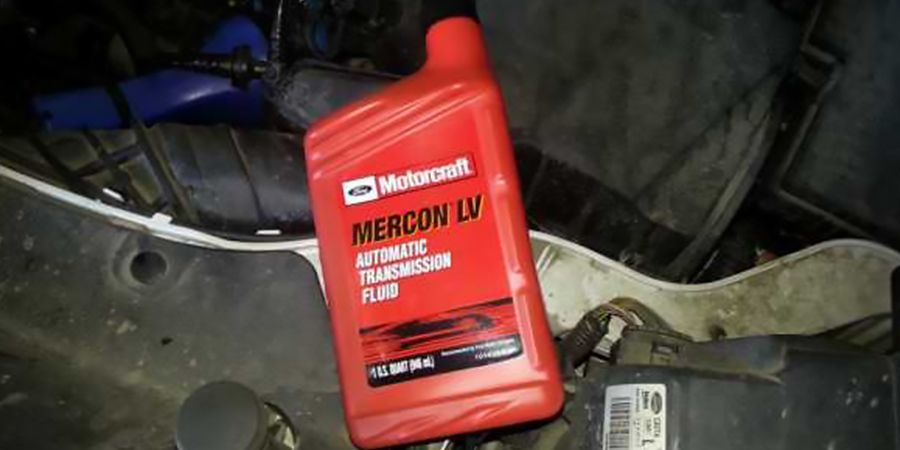 Ford Motorcraft
MERCON LV
AUTOMATIC
TRANSMISSION
FLUID
1 U.S. QUART (946 mL)